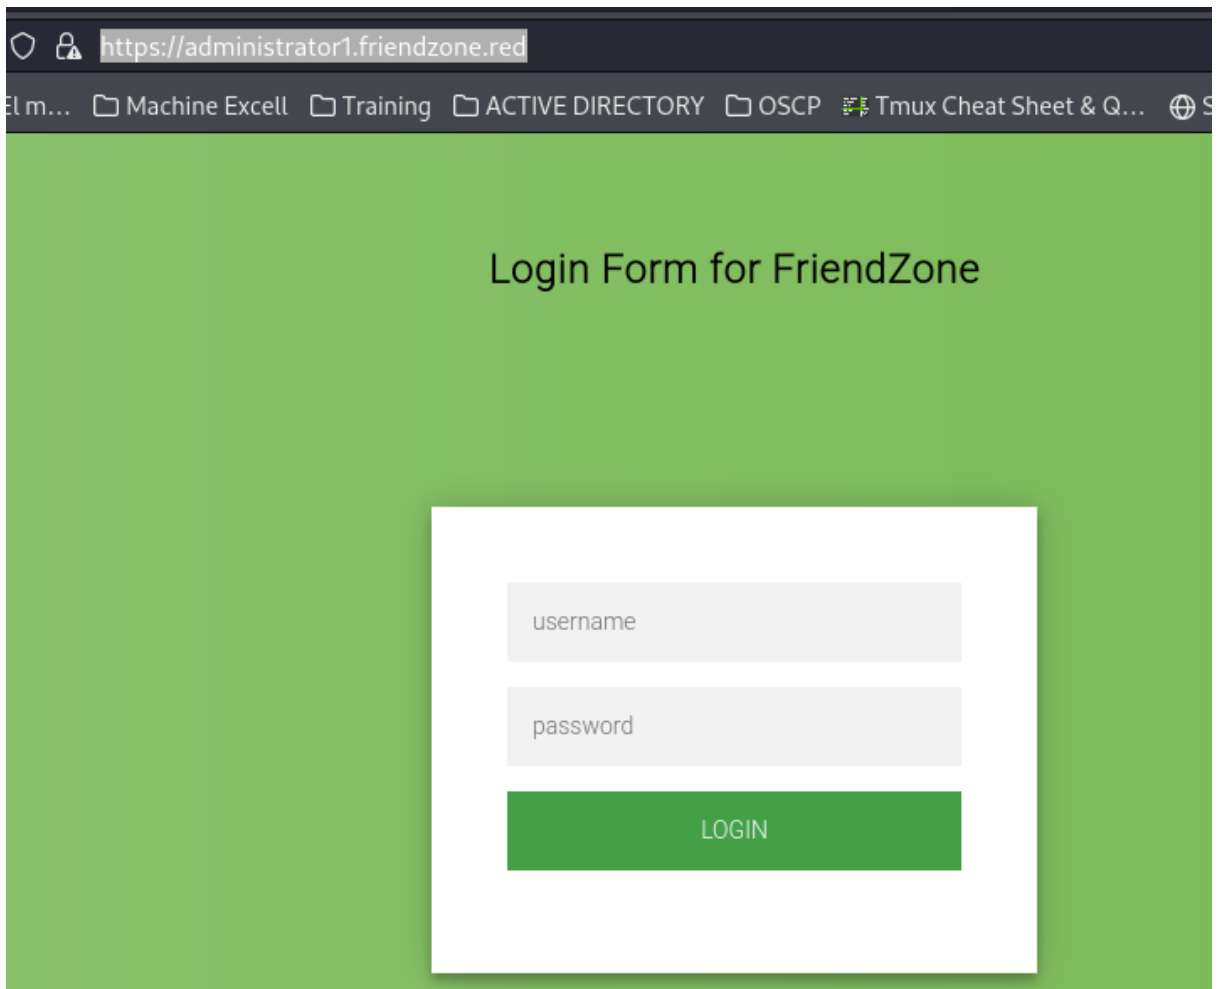 https://administrator1.friendzone.red
El m... Machine Excell Training ACTIVE DIRECTORY OSCP Tmux Cheat Sheet & Q... S
Login Form for FriendZone
username
password
LOGIN